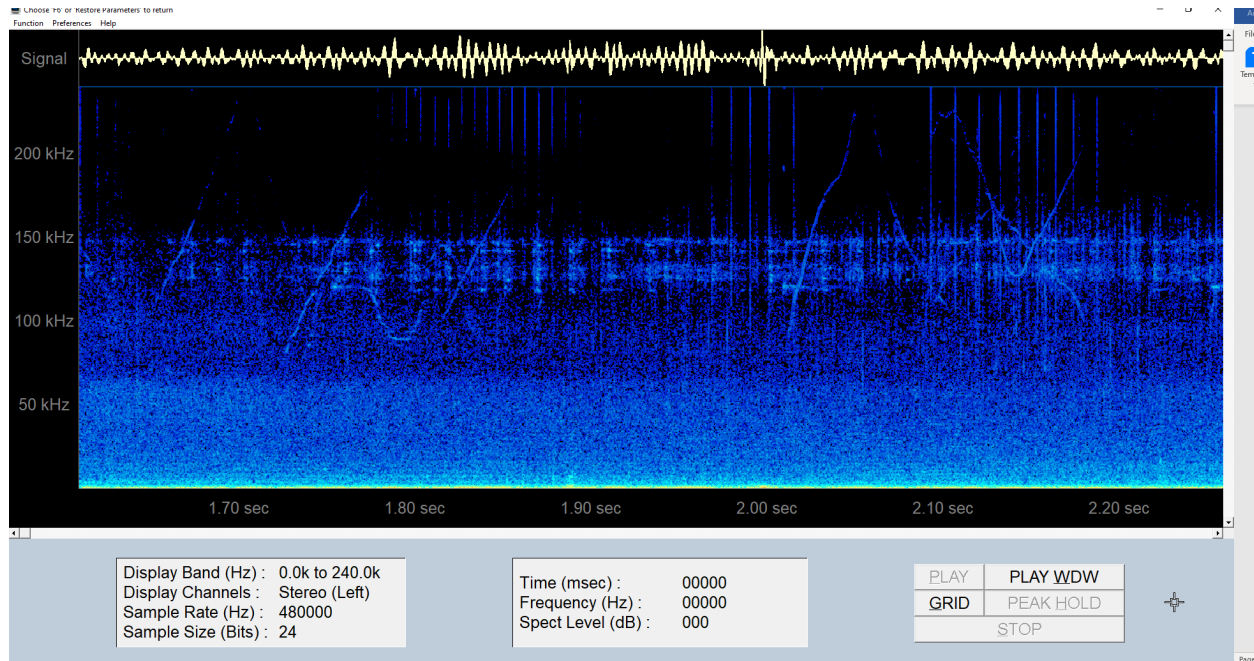 Choose 'F6' or 'Restore Parameters' to return
Function Preferences Help
Signal
200 kHz
150 kHz
100 kHz
50 kHz
1.70 sec 1.80 sec 1.90 sec 2.00 sec 2.10 sec 2.20 sec
Display Band (Hz) : 0.0k to 240.0k
Display Channels : Stereo (Left)
Sample Rate (Hz) : 480000
Sample Size (Bits) : 24
Time (msec) : 00000
Frequency (Hz) : 00000
Spect Level (dB) : 000
PLAY PLAY WDW
GRID PEAK HOLD
STOP